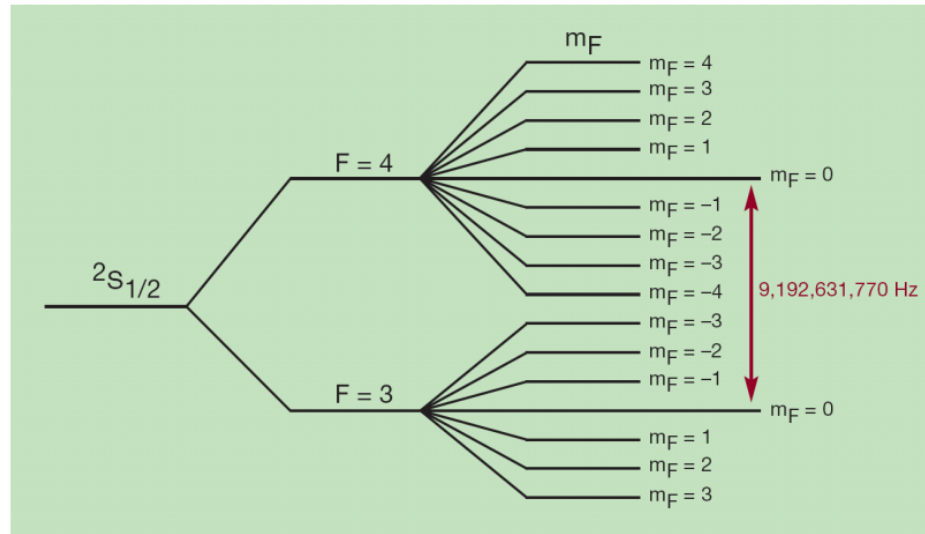 mF
mF = 4
mF = 3
mF = 2
mF = 1
F = 4
mF = 0
mF = –1
mF = –2
mF = –3
2S1/2
mF = –4
9,192,631,770 Hz
mF = –3
mF = –2
mF = –1
F = 3
mF = 0
mF = 1
mF = 2
mF = 3